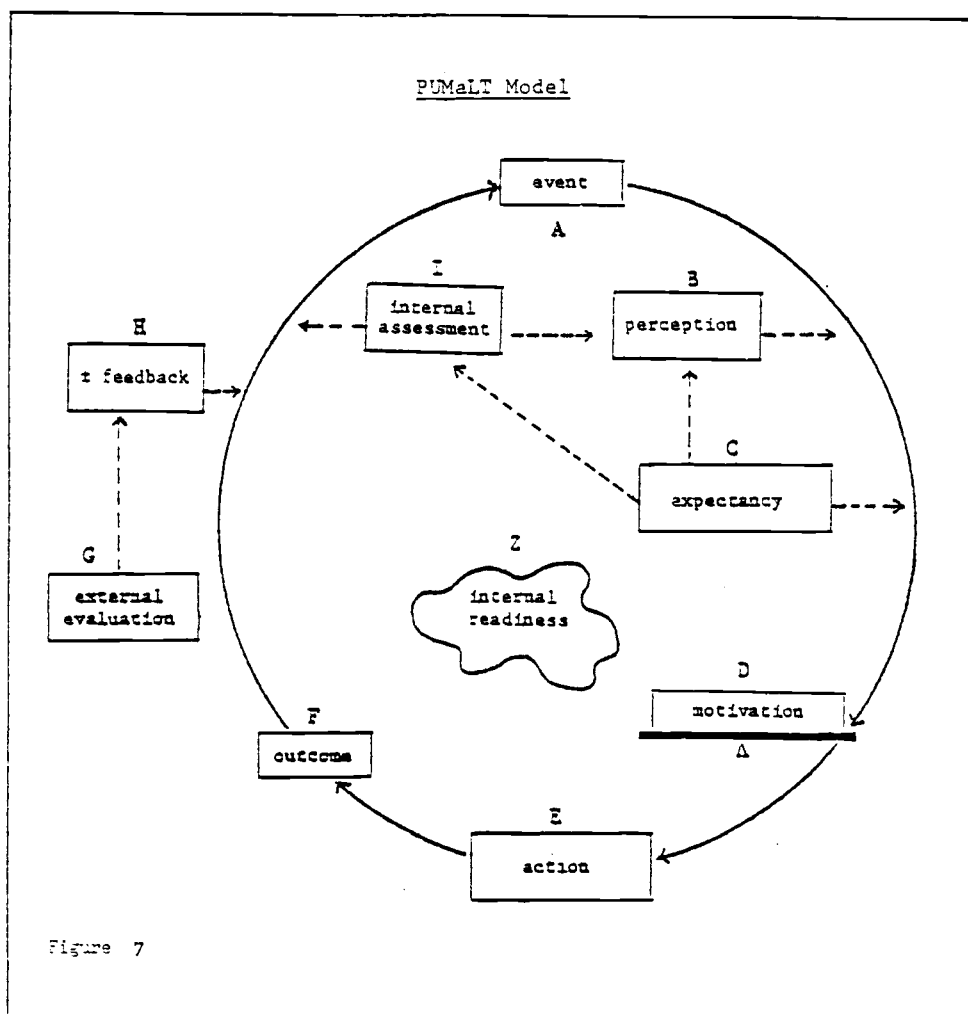 PUMaLT Model
event
A
I
internal
assessment
B
perception
H
± feedback
C
expectancy
G
external
evaluation
Z
internal
readiness
D
motivation
Δ
F
outcome
E
action
Figure 7